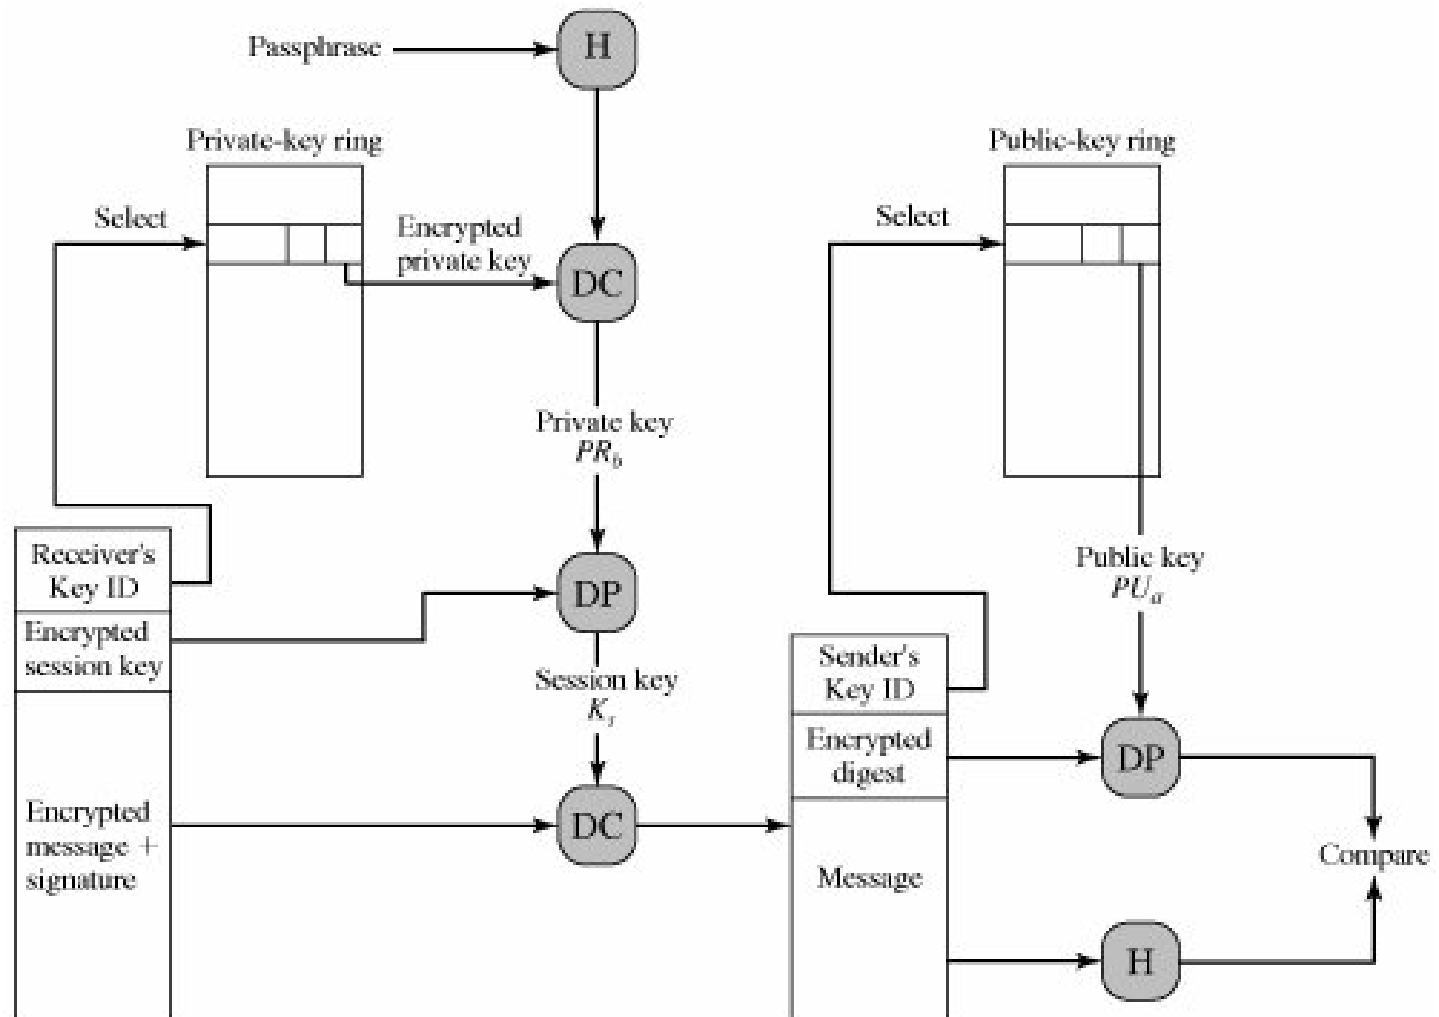 Passphrase
H
Private-key ring
Public-key ring
Select
Encrypted
private key
Select
DC
Private key
PR_b
Receiver's
Key ID
DP
Public key
PU_a
Encrypted
session key
Session key
K_s
Sender's
Key ID
Encrypted
digest
DP
Encrypted
message +
signature
DC
Message
Compare
H